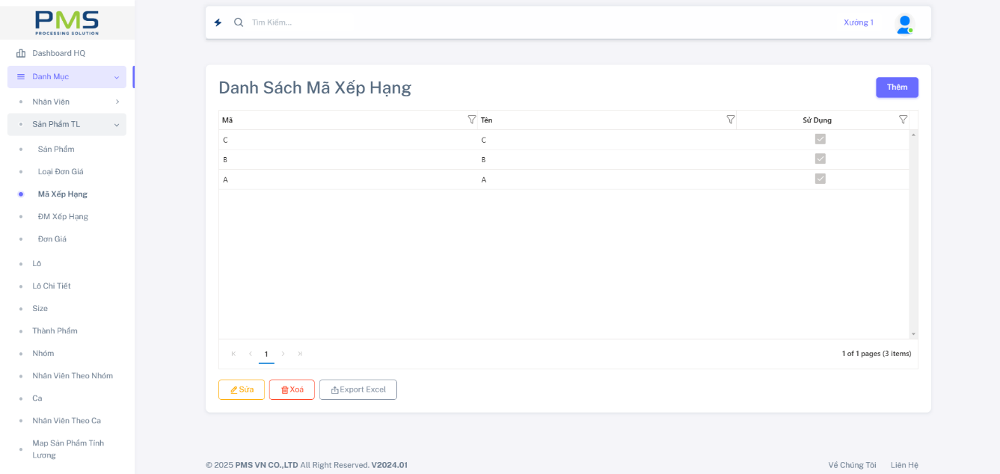 PMS
PROCESSING SOLUTION
Tìm Kiếm...
Xưởng 1
Dashboard HQ
Danh Mục
Nhân Viên
Sản Phẩm TL
Sản Phẩm
Loại Đơn Giá
Mã Xếp Hạng
ĐM Xếp Hạng
Đơn Giá
Lô
Lô Chi Tiết
Size
Thành Phẩm
Nhóm
Nhân Viên Theo Nhóm
Ca
Nhân Viên Theo Ca
Map Sản Phẩm Tính
Lương
Danh Sách Mã Xếp Hạng
Thêm
Mã Tên Sử Dụng
C C
B B
A A
1
1 of 1 pages (3 items)
Sửa Xoá Export Excel
© 2025 PMS VN CO.,LTD All Right Reserved. V2024.01
Về Chúng Tôi Liên Hệ